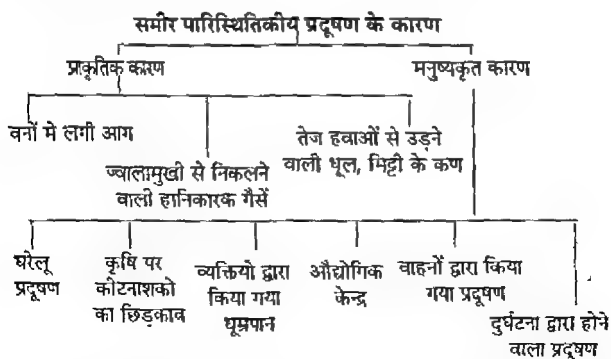 समीर पारिस्थितिकीय प्रदूषण के कारण
प्राकृतिक कारण
मनुष्यकृत कारण
वनों मे लगी आग
ज्वालामुखी से निकलने
वाली हानिकारक गैसें
तेज हवाओं से उड़ने
वाली धूल, मिट्टी के कण
घरेलू
प्रदूषण
कृषि पर
कीटनाशको
का छिड़काव
व्यक्तियो द्वारा
किया गया
धूम्रपान
औद्योगिक
केन्द्र
वाहनों द्वारा किया
गया प्रदूषण
दुर्घटना द्वारा होने
वाला प्रदूषण